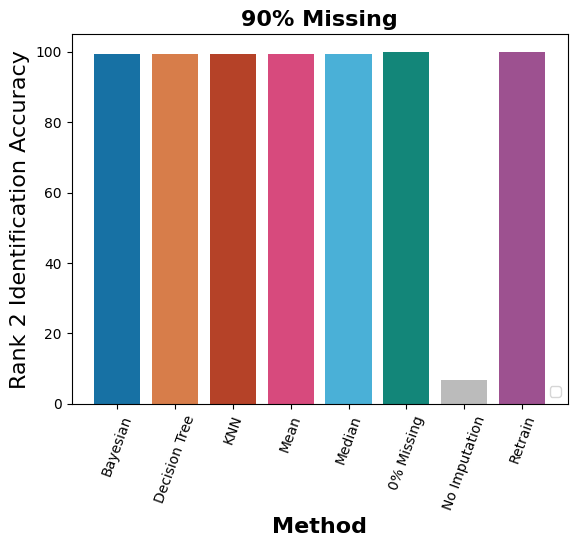 90% Missing
Rank 2 Identification Accuracy
100
80
60
40
20
0
Bayesian
Decision Tree
KNN
Mean
Median
0% Missing
No Imputation
Retrain
Method